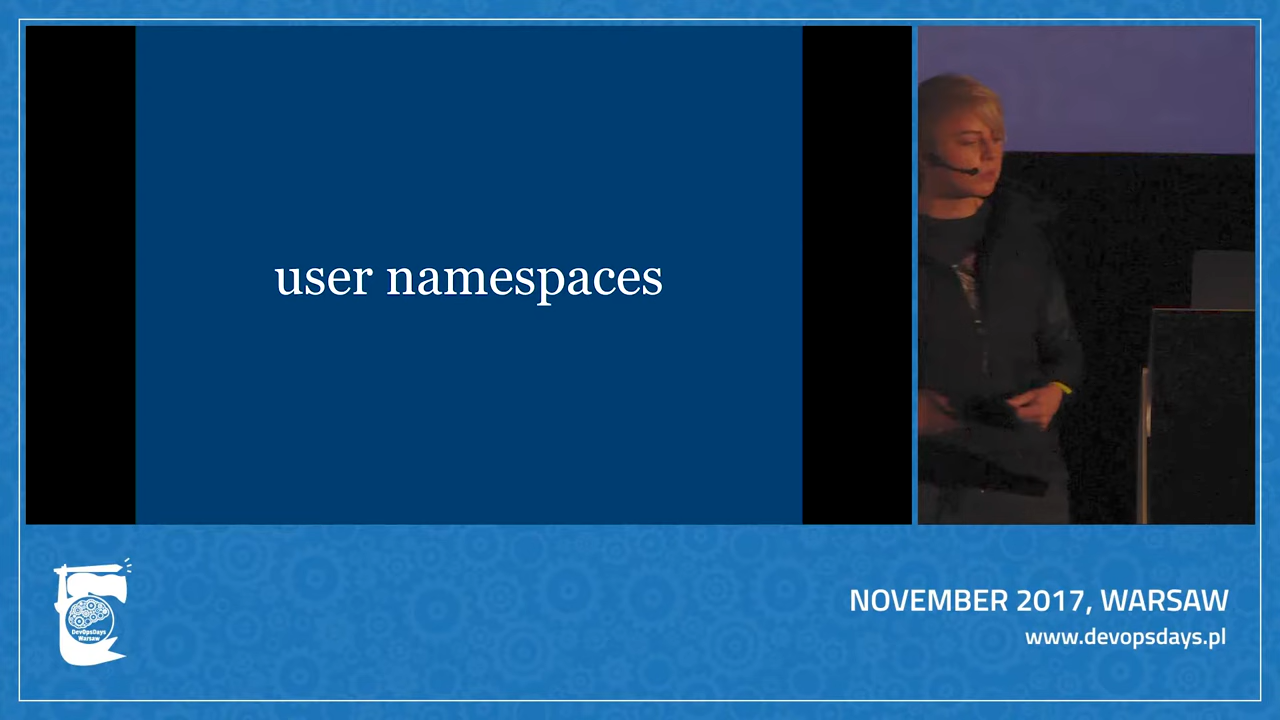 user namespaces
DevOpsDays
Warsaw
NOVEMBER 2017, WARSAW
www.devopsdays.pl